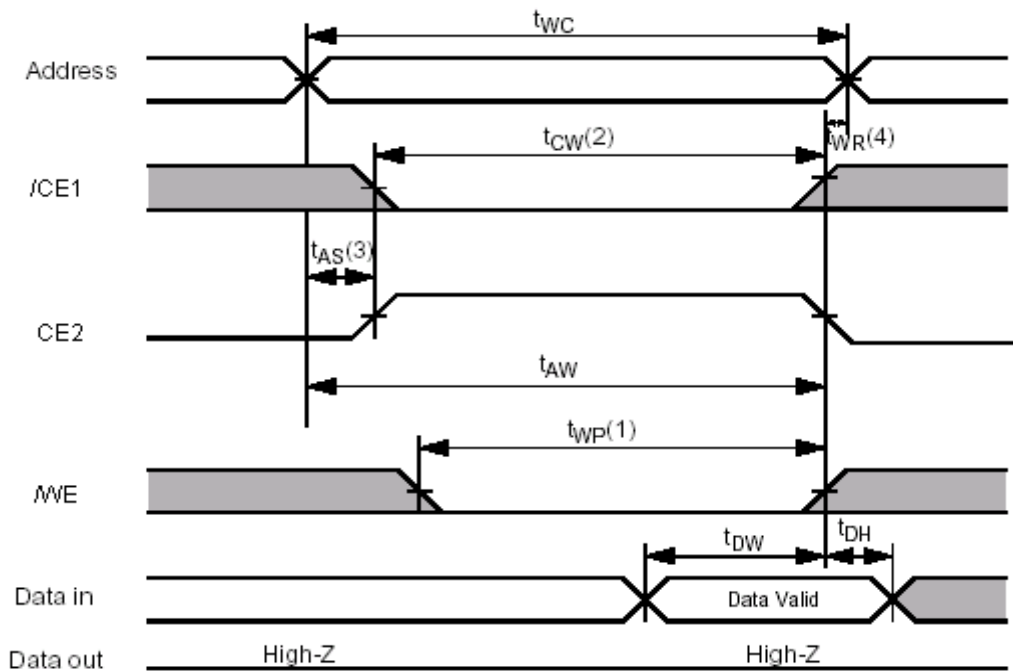 tWC
Address
tCW(2)
tWR(4)
/CE1
tAS(3)
CE2
tAW
tWP(1)
/WE
tDW
tDH
Data in
Data Valid
Data out
High-Z
High-Z